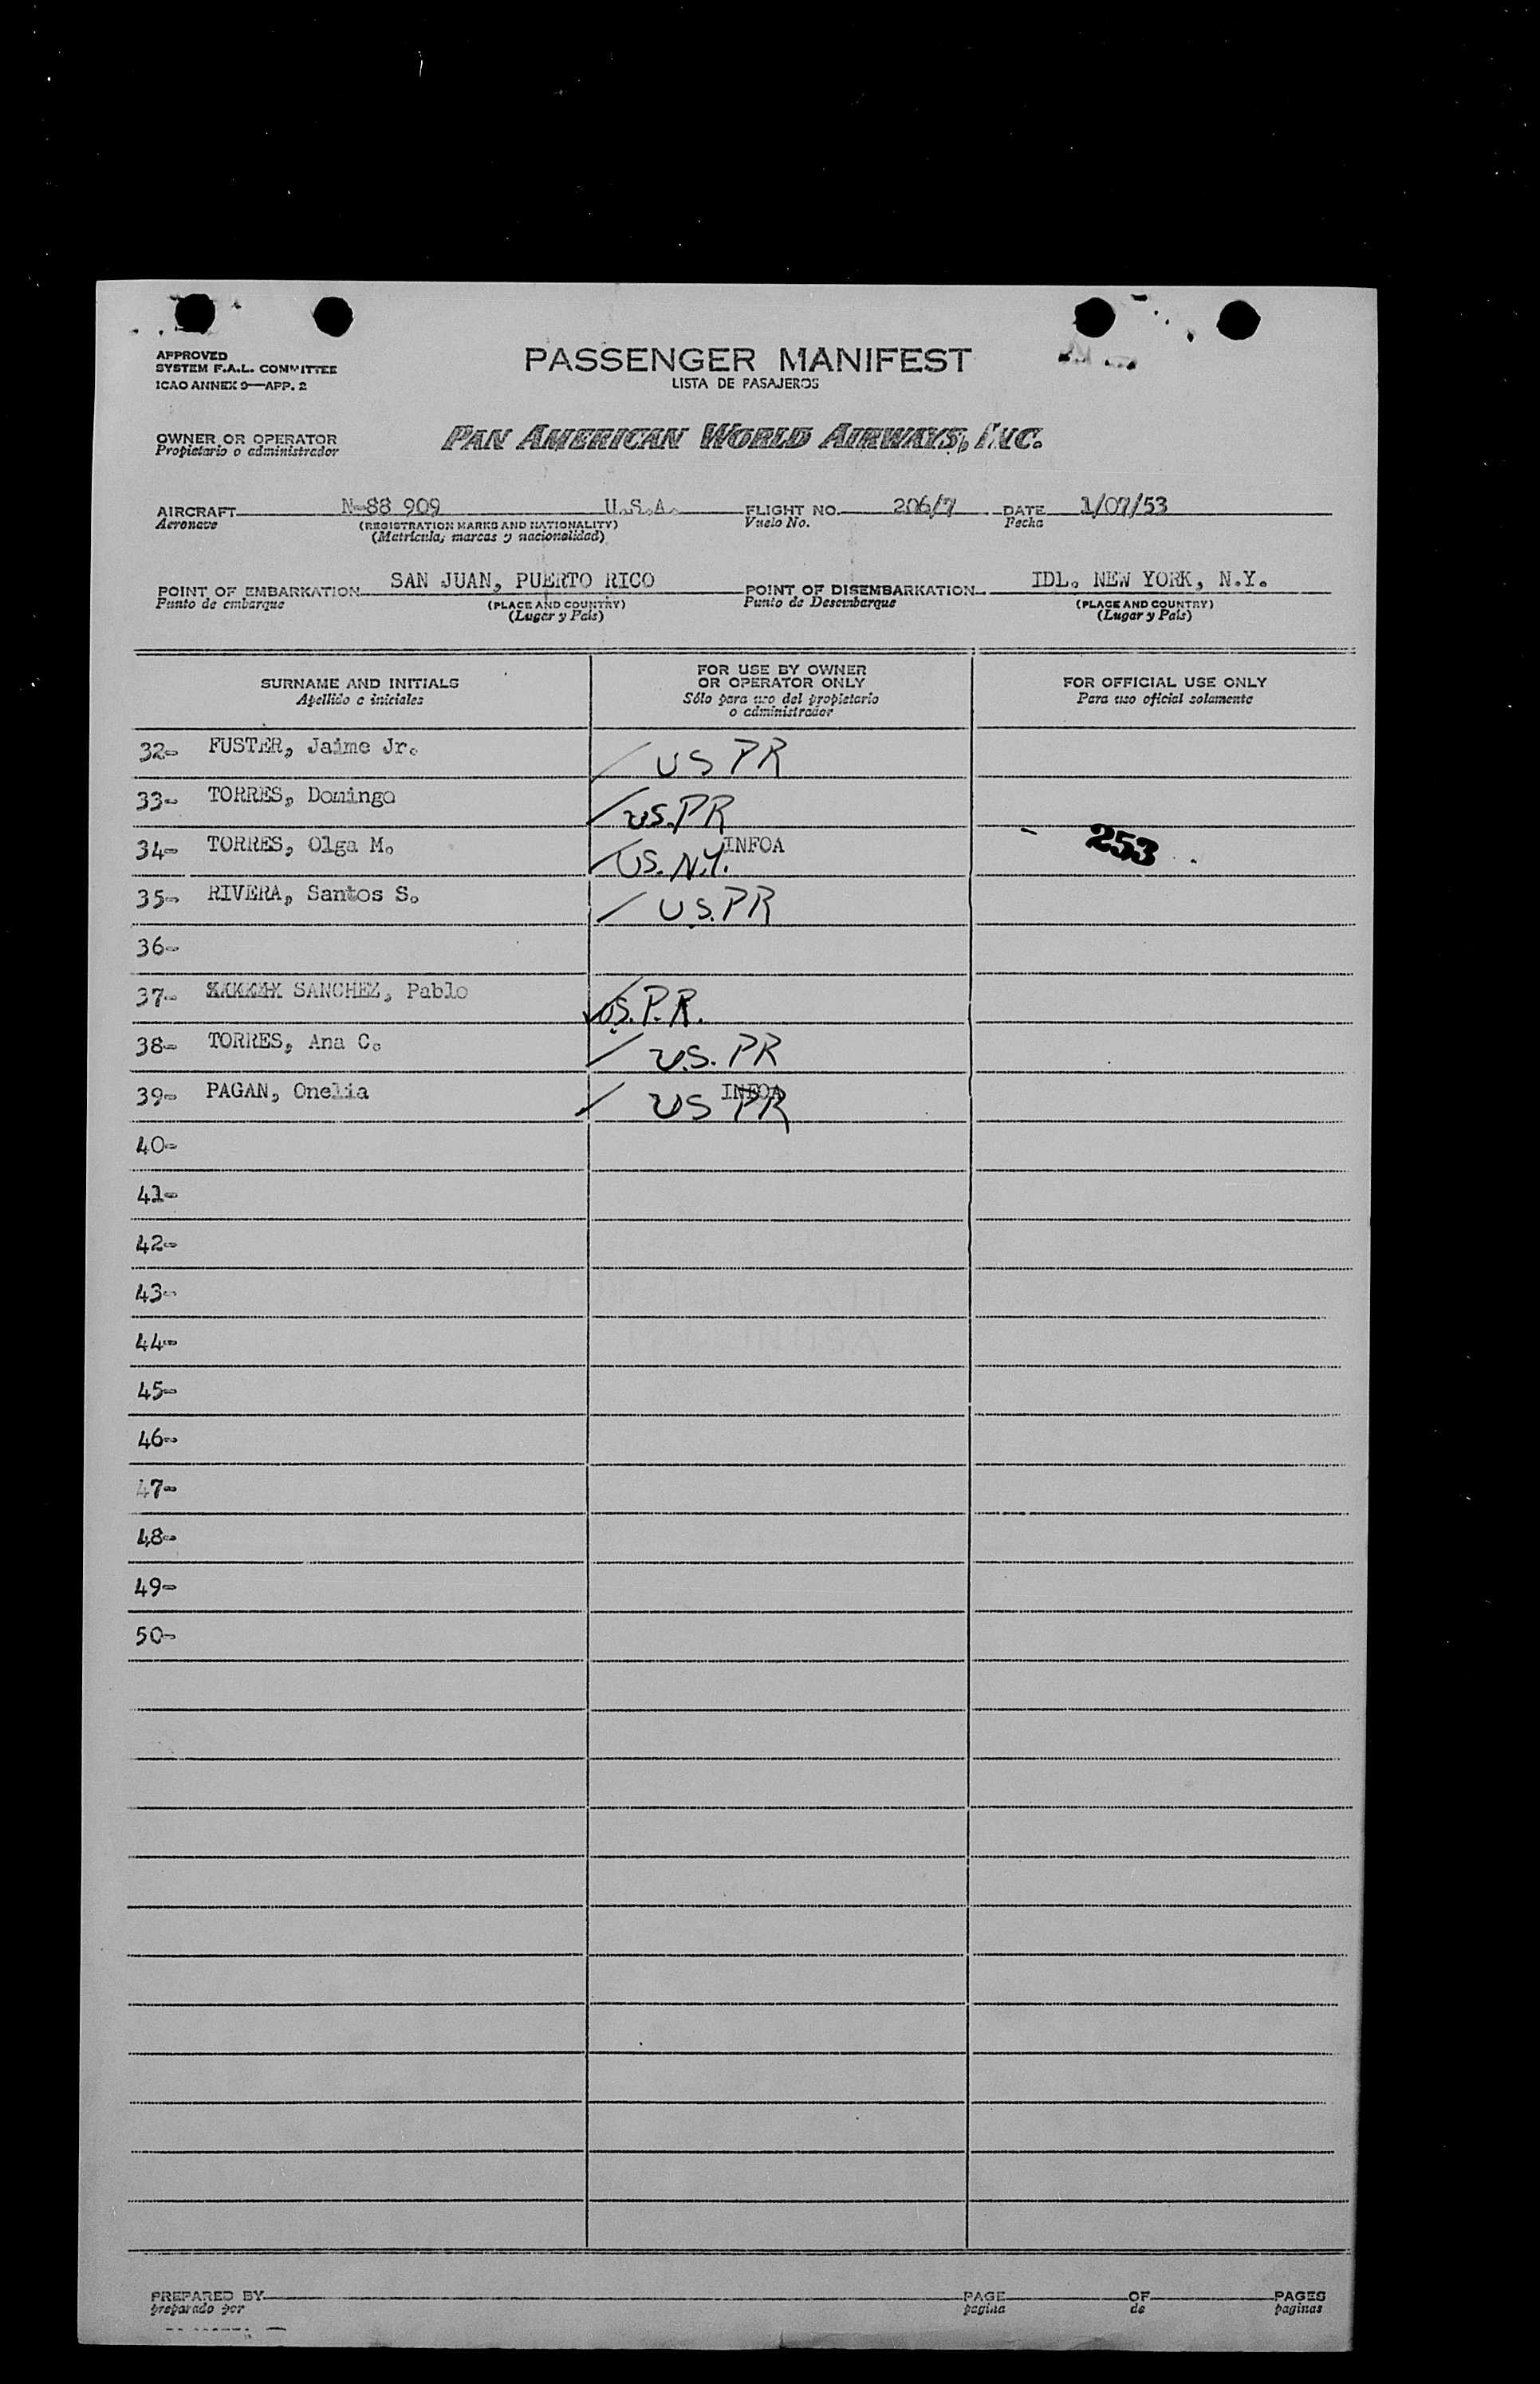 APPROVED
SYSTEM F.A.L. COMMITTEE
ICAO ANNEX 9—APP. 2
PASSENGER MANIFEST
LISTA DE PASAJEROS
OWNER OR OPERATOR
Propietario o administrador
PAN AMERICAN WORLD AIRWAYS, INC.
AIRCRAFT N-88 909 U.S.A. FLIGHT NO. 206/7 DATE 1/07/53
Aeronave (REGISTRATION MARKS AND NATIONALITY) Vuelo No. Fecha
(Matrícula, marcas y nacionalidad)
POINT OF EMBARKATION SAN JUAN, PUERTO RICO POINT OF DISEMBARKATION IDL. NEW YORK, N.Y.
Punto de embarque (PLACE AND COUNTRY) Punto de Desembarque (PLACE AND COUNTRY)
(Lugar y País) (Lugar y País)
SURNAME AND INITIALS
Apellido e iniciales
FOR USE BY OWNER
OR OPERATOR ONLY
Sólo para uso del propietario
o administrador
FOR OFFICIAL USE ONLY
Para uso oficial solamente
32- FUSTER, Jaime Jr. / US PR
33- TORRES, Domingo / US.PR
34- TORRES, Olga M. / US. N.Y. INFOA 253
35- RIVERA, Santos S. / U.S.PR
36-
37- SANCHEZ, Pablo US.P.R.
38- TORRES, Ana C. / U.S. PR
39- PAGAN, Onelia / US PR INFOA
40-
41-
42-
43-
44-
45-
46-
47-
48-
49-
50-
PREPARED BY PAGE OF PAGES
preparado por pagina de paginas